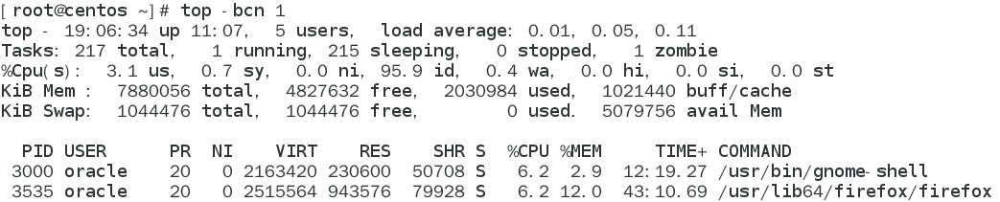 [root@centos ~]# top -bcn 1
top - 19:06:34 up 11:07, 5 users, load average: 0.01, 0.05, 0.11
Tasks: 217 total, 1 running, 215 sleeping, 0 stopped, 1 zombie
%Cpu(s): 3.1 us, 0.7 sy, 0.0 ni, 95.9 id, 0.4 wa, 0.0 hi, 0.0 si, 0.0 st
KiB Mem : 7880056 total, 4827632 free, 2030984 used, 1021440 buff/cache
KiB Swap: 1044476 total, 1044476 free, 0 used. 5079756 avail Mem
PID USER PR NI VIRT RES SHR S %CPU %MEM TIME+ COMMAND
3000 oracle 20 0 2163420 230600 50708 S 6.2 2.9 12:19.27 /usr/bin/gnome-shell
3535 oracle 20 0 2515564 943576 79928 S 6.2 12.0 43:10.69 /usr/lib64/firefox/firefox